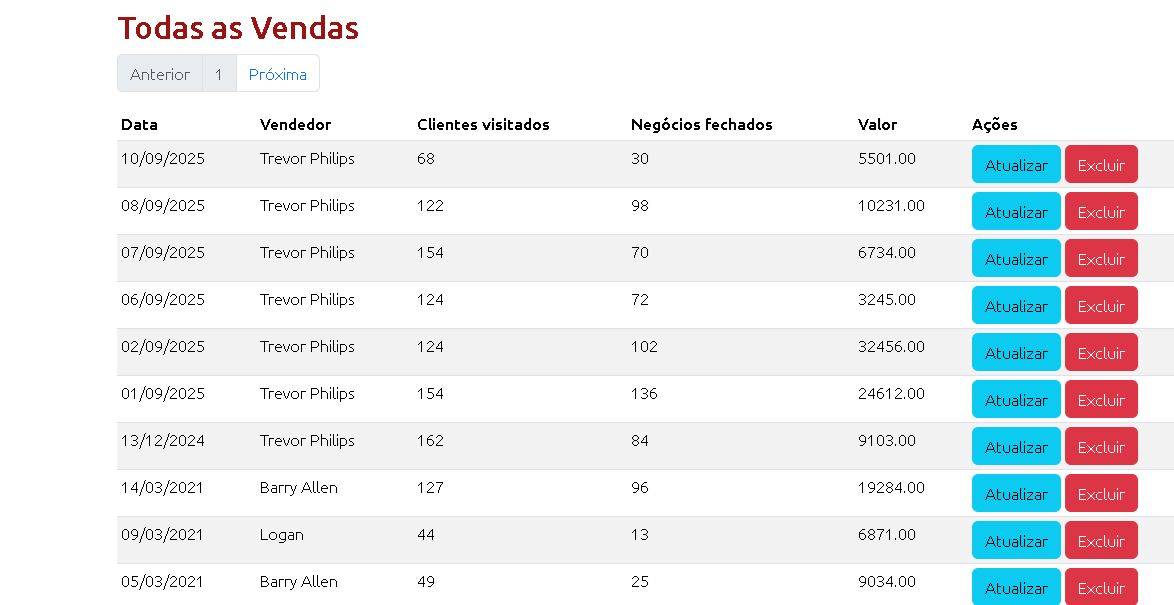 Todas as Vendas
Anterior 1 Próxima
Data Vendedor Clientes visitados Negócios fechados Valor Ações
10/09/2025 Trevor Philips 68 30 5501.00 Atualizar Excluir
08/09/2025 Trevor Philips 122 98 10231.00 Atualizar Excluir
07/09/2025 Trevor Philips 154 70 6734.00 Atualizar Excluir
06/09/2025 Trevor Philips 124 72 3245.00 Atualizar Excluir
02/09/2025 Trevor Philips 124 102 32456.00 Atualizar Excluir
01/09/2025 Trevor Philips 154 136 24612.00 Atualizar Excluir
13/12/2024 Trevor Philips 162 84 9103.00 Atualizar Excluir
14/03/2021 Barry Allen 127 96 19284.00 Atualizar Excluir
09/03/2021 Logan 44 13 6871.00 Atualizar Excluir
05/03/2021 Barry Allen 49 25 9034.00 Atualizar Excluir